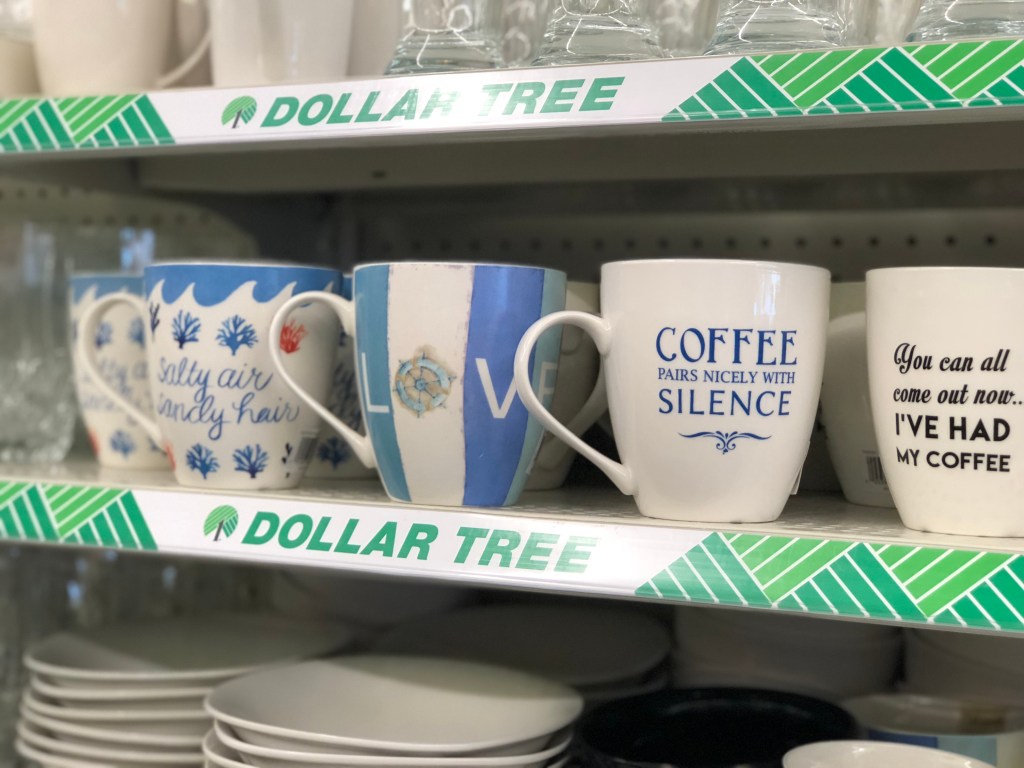 DOLLAR TREE
Salty air
sandy hair
LOVE
COFFEE
PAIRS NICELY WITH
SILENCE
You can all
come out now...
I'VE HAD
MY COFFEE
DOLLAR TREE